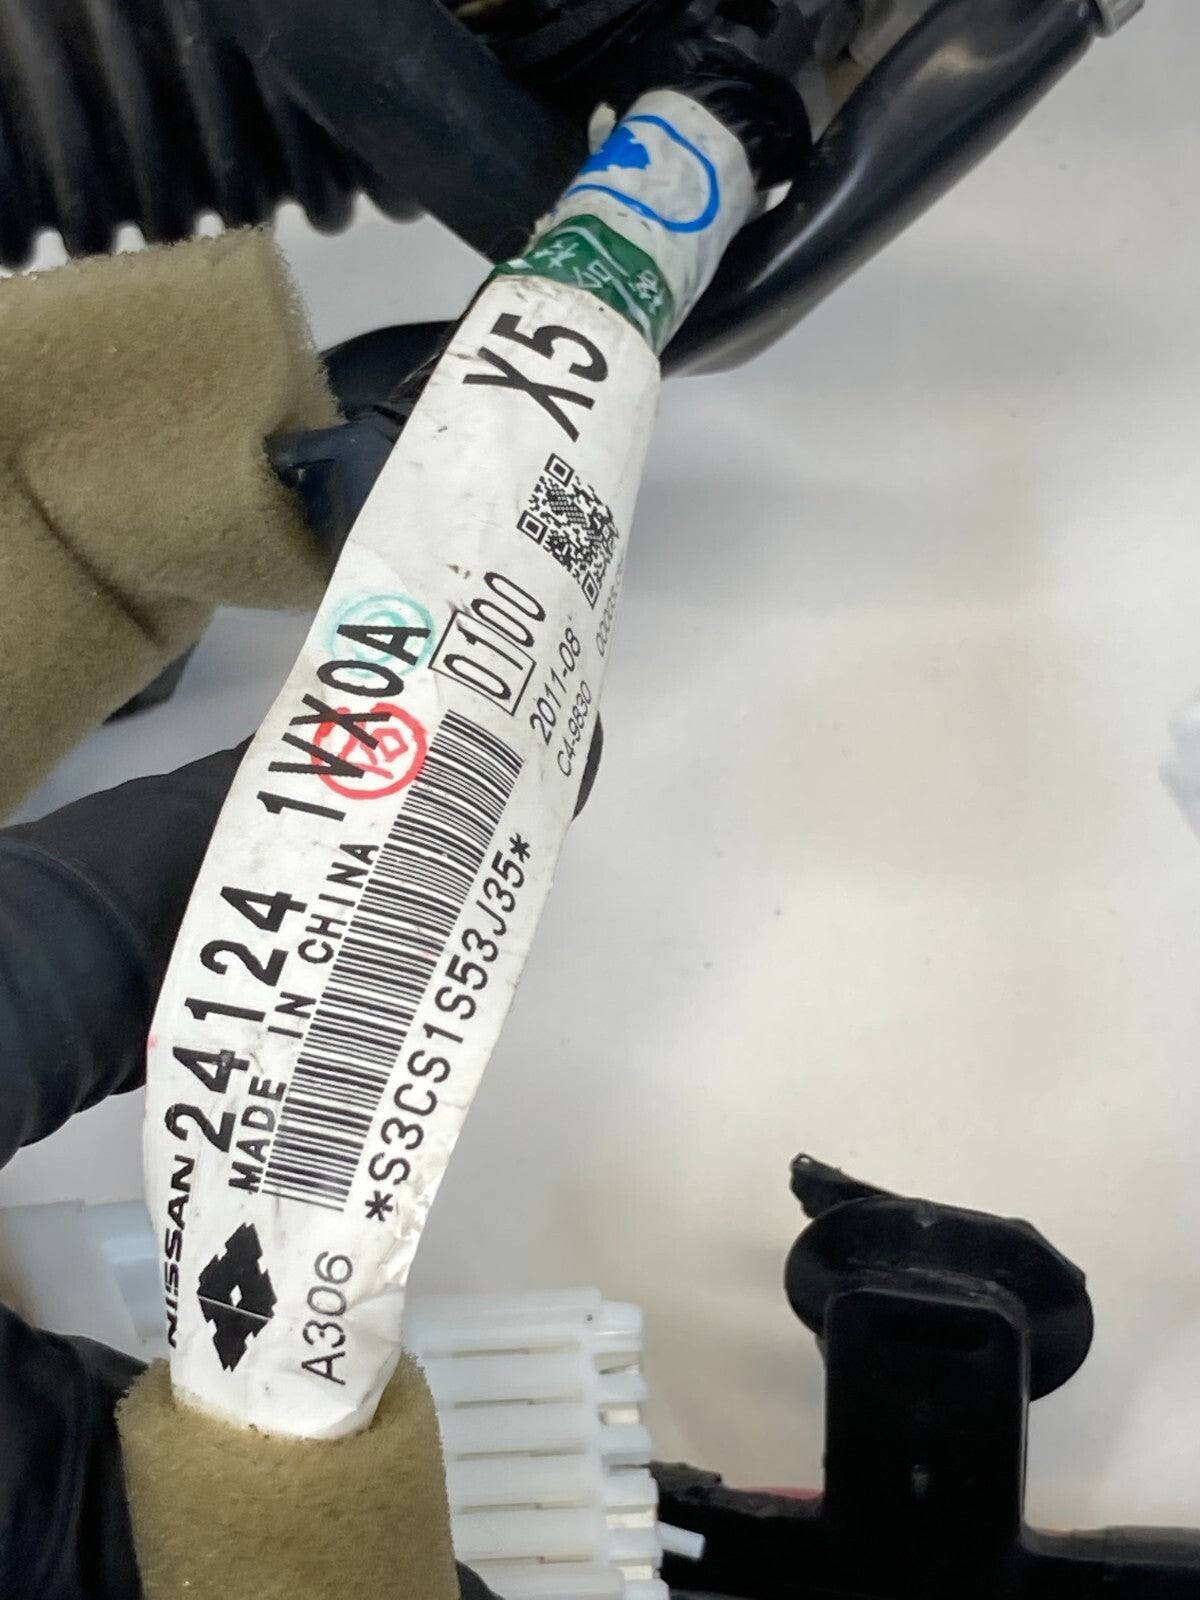 NISSAN
24124 1VX0A
MADE IN CHINA
*S3CS1S53J35*
A306
0100
2011-08
C4-9830
X5